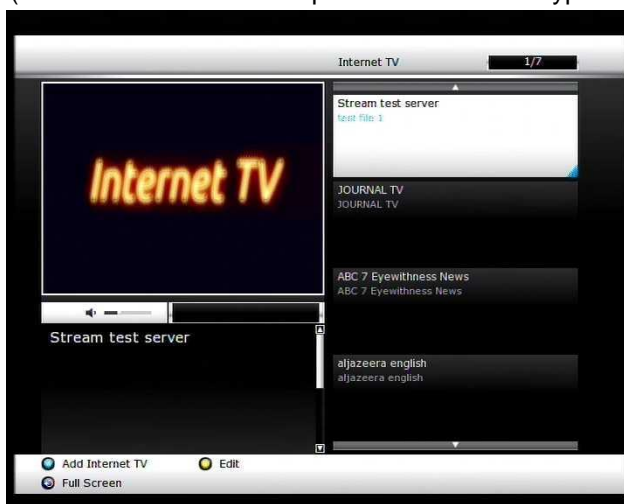 Internet TV 1/7
Internet TV
Stream test server
test file 1
JOURNAL TV
JOURNAL TV
ABC 7 Eyewithness News
ABC 7 Eyewithness News
aljazeera english
aljazeera english
Stream test server
Add Internet TV Edit
Full Screen